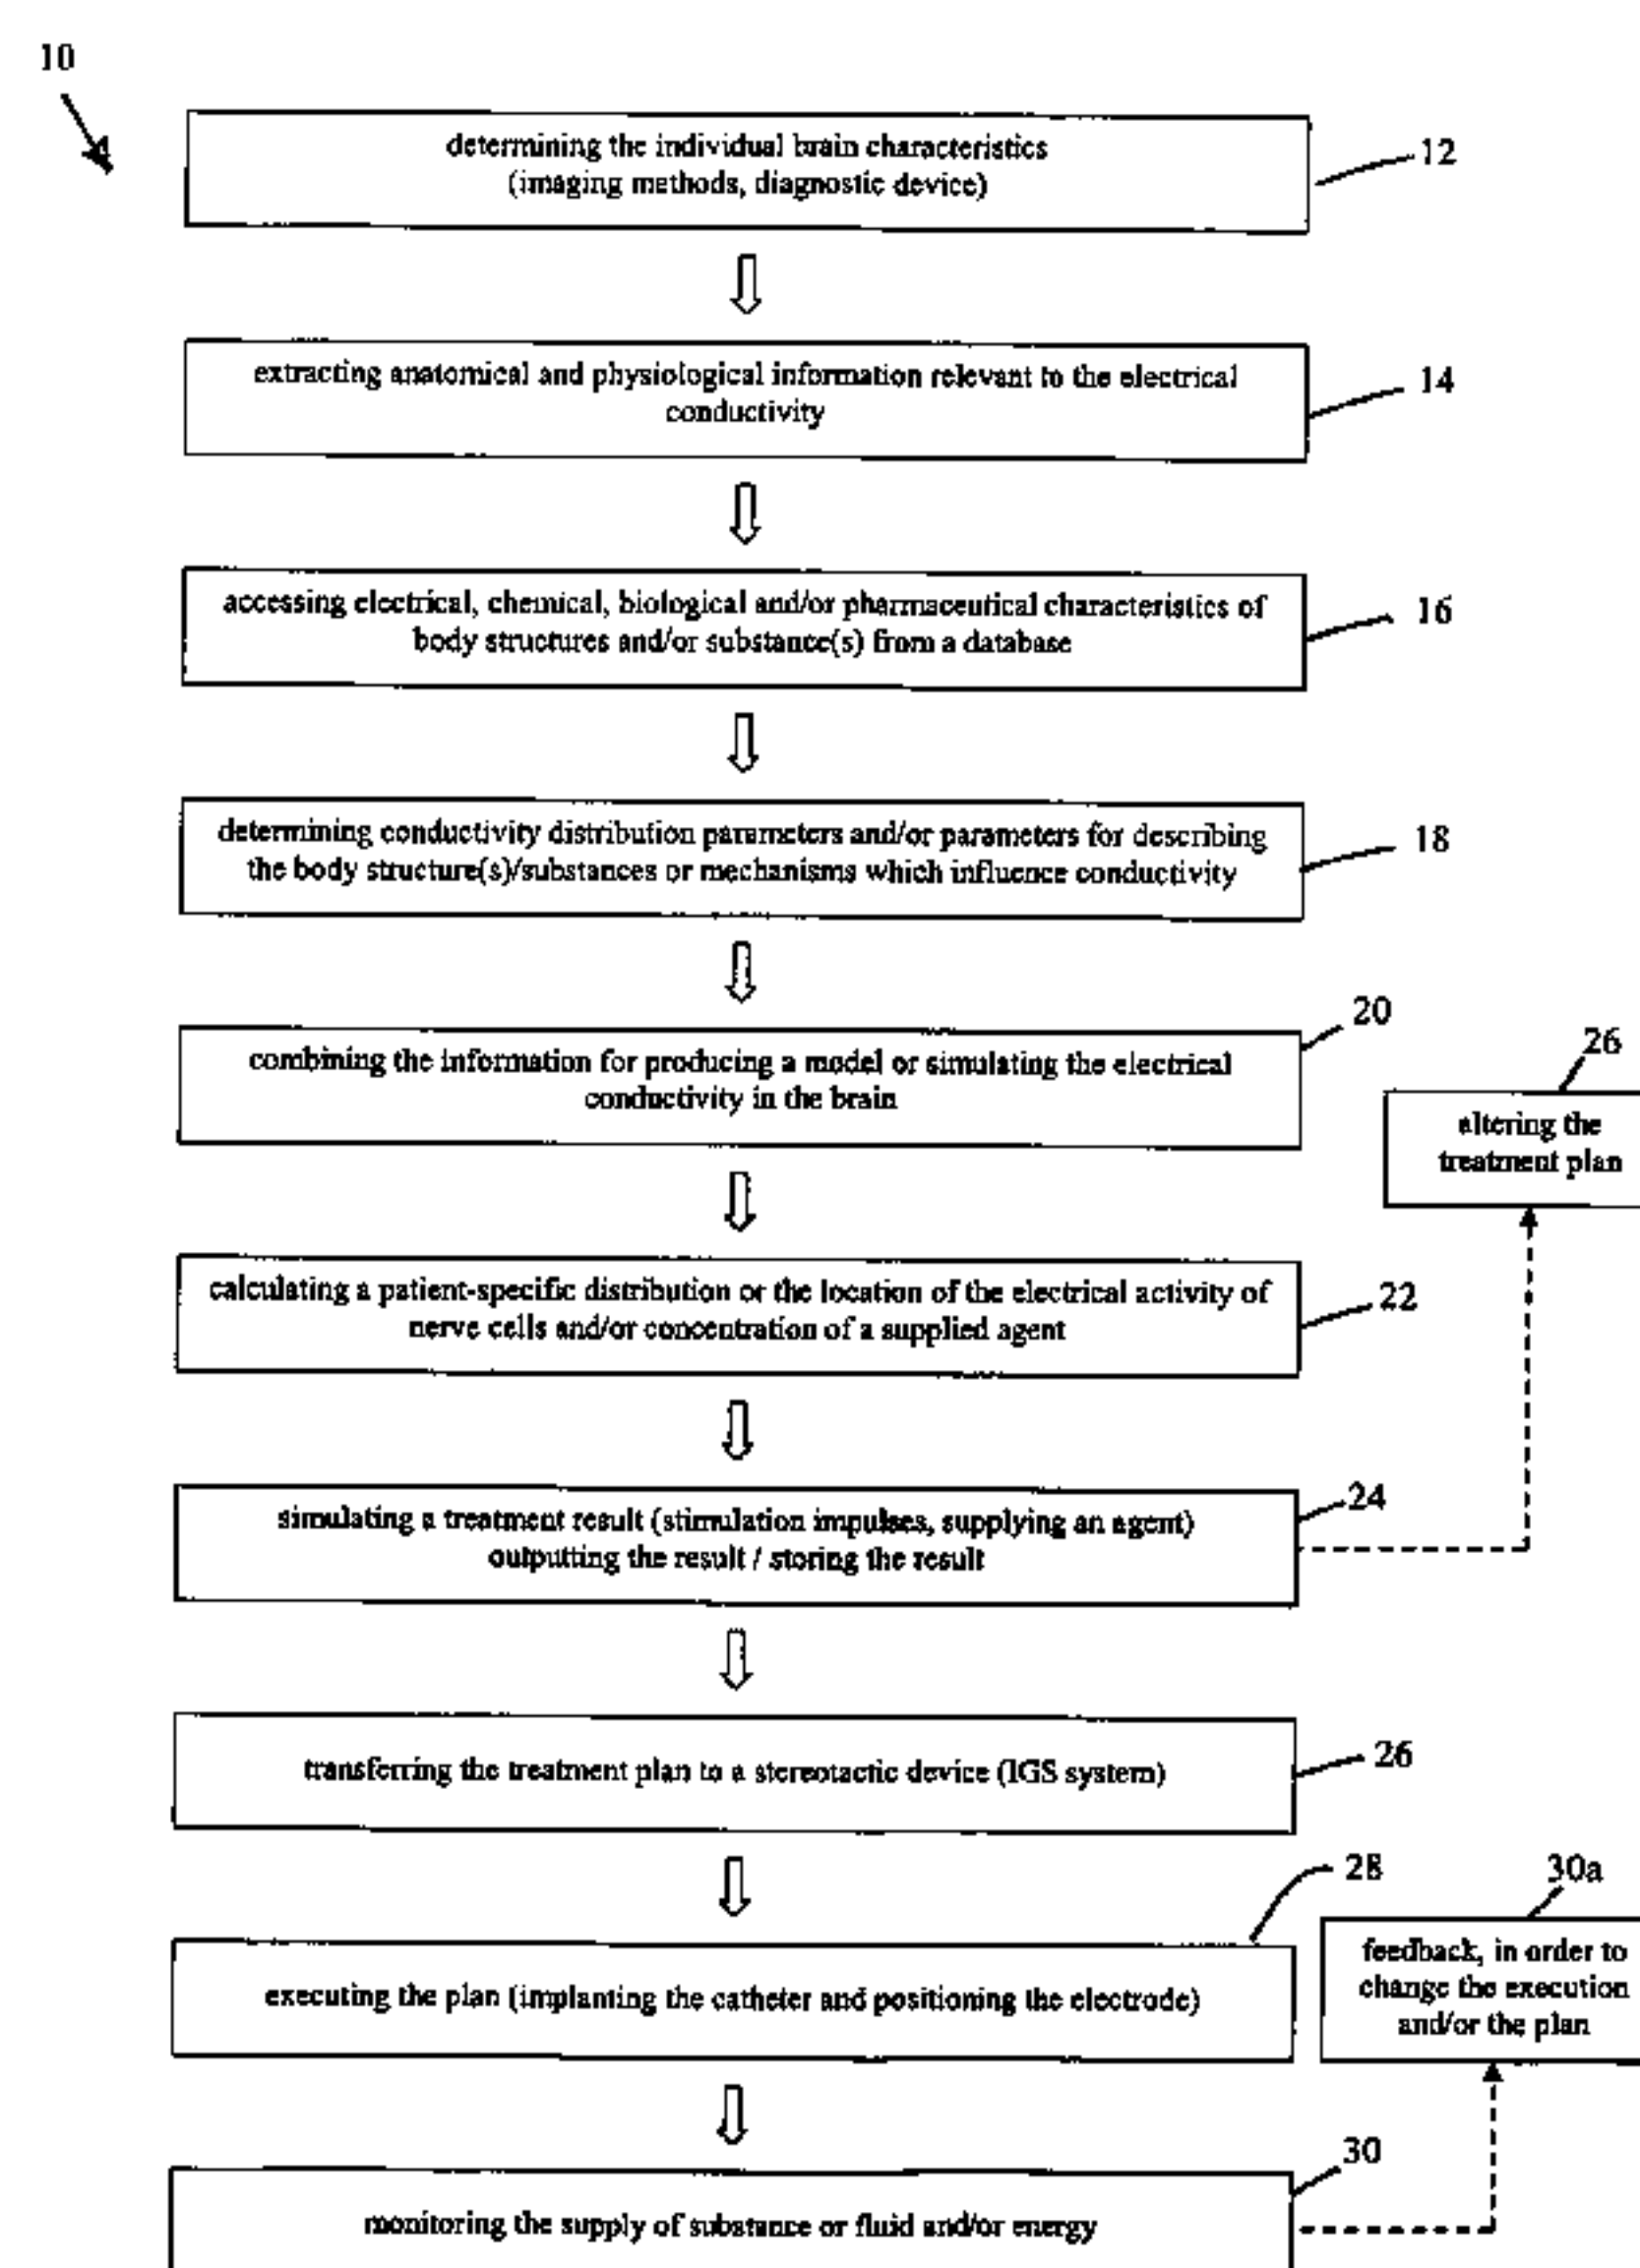 10
determining the individual brain characteristics
(imaging methods, diagnostic device)
12
extracting anatomical and physiological information relevant to the electrical
conductivity
14
accessing electrical, chemical, biological and/or pharmaceutical characteristics of
body structures and/or substance(s) from a database
16
determining conductivity distribution parameters and/or parameters for describing
the body structure(s)/substances or mechanisms which influence conductivity
18
combining the information for producing a model or simulating the electrical
conductivity in the brain
20
26
altering the
treatment plan
calculating a patient-specific distribution or the location of the electrical activity of
nerve cells and/or concentration of a supplied agent
22
simulating a treatment result (stimulation impulses, supplying an agent)
outputting the result / storing the result
24
transferring the treatment plan to a stereotactic device (IGS system)
26
executing the plan (implanting the catheter and positioning the electrode)
28
30a
feedback, in order to
change the execution
and/or the plan
monitoring the supply of substance or fluid and/or energy
30